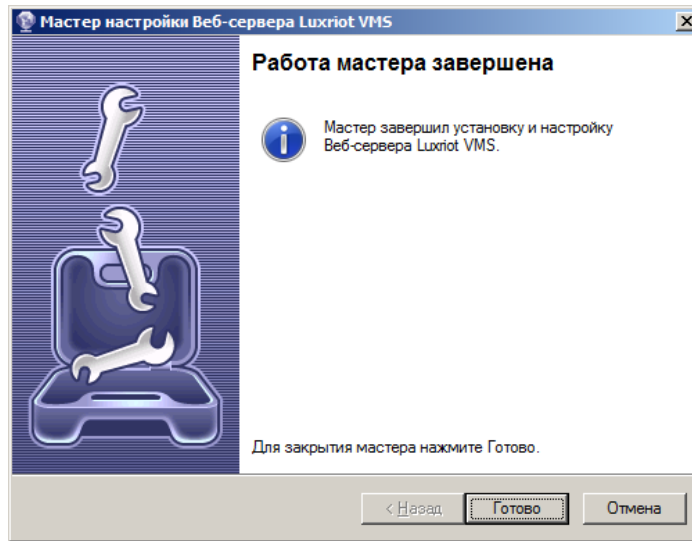 Мастер настройки Веб-сервера Luxriot VMS
Работа мастера завершена
Мастер завершил установку и настройку
Веб-сервера Luxriot VMS.
Для закрытия мастера нажмите Готово.
< Назад
Готово
Отмена